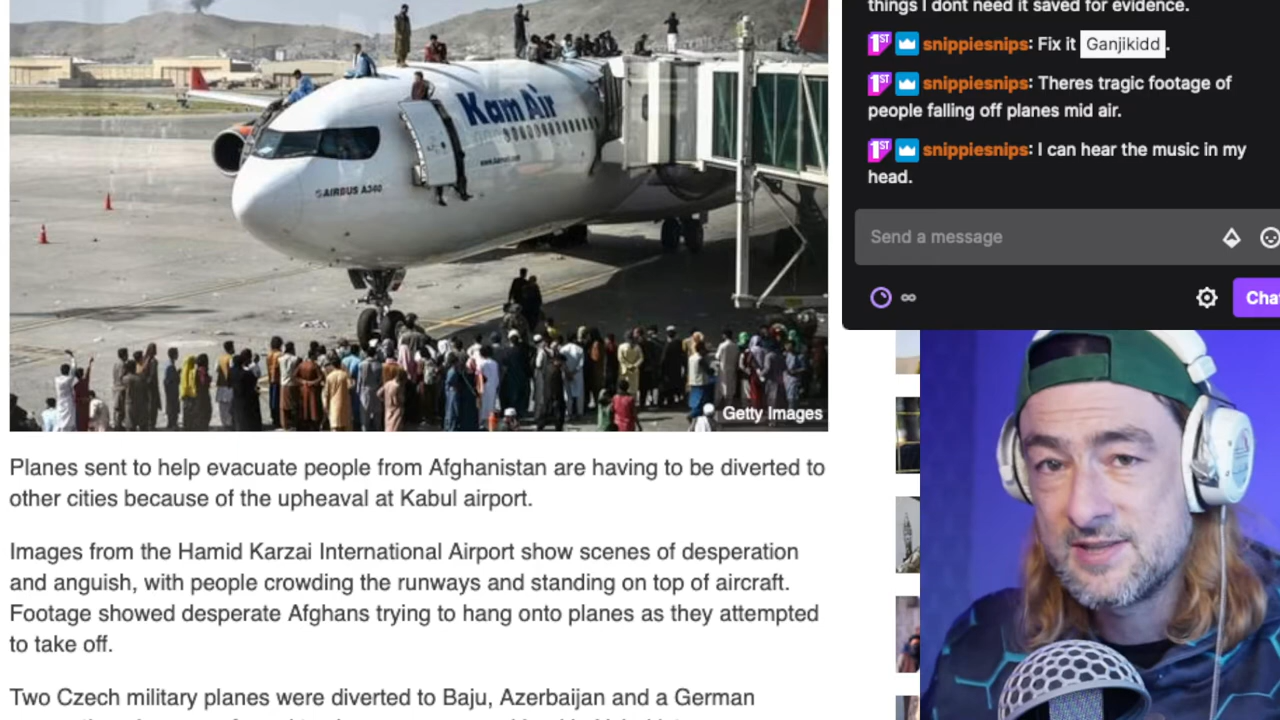 Kam Air
www.kamair.com
AIRBUS A340
Getty Images
Planes sent to help evacuate people from Afghanistan are having to be diverted to
other cities because of the upheaval at Kabul airport.
Images from the Hamid Karzai International Airport show scenes of desperation
and anguish, with people crowding the runways and standing on top of aircraft.
Footage showed desperate Afghans trying to hang onto planes as they attempted
to take off.
Two Czech military planes were diverted to Baju, Azerbaijan and a German
things I dont need it saved for evidence.
1ST snippiesnips: Fix it Ganjikidd.
1ST snippiesnips: Theres tragic footage of
people falling off planes mid air.
1ST snippiesnips: I can hear the music in my
head.
Send a message
∞
Cha